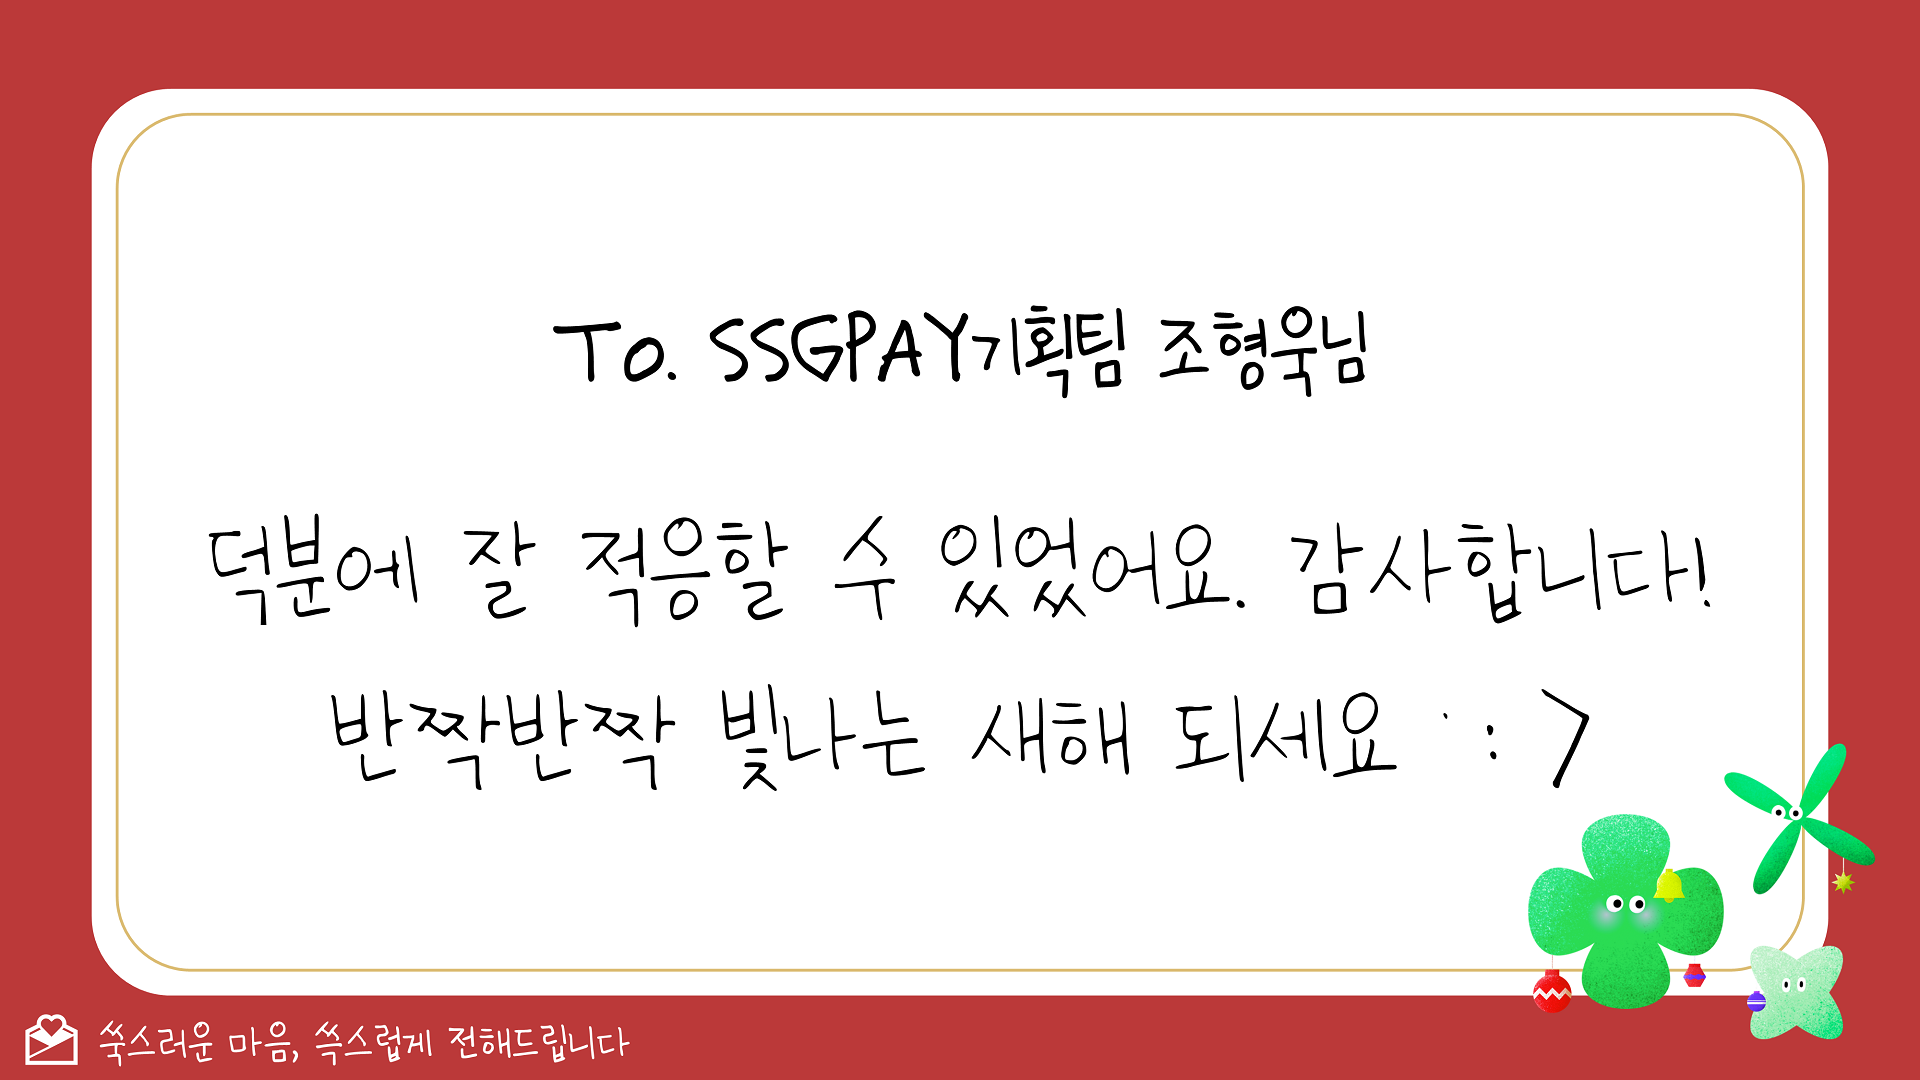 To. SSGPAY기획팀 조형욱님
덕분에 잘 적응할 수 있었어요. 감사합니다!
반짝반짝 빛나는 새해 되세요 ˙: >
쑥스러운 마음, 쓱스럽게 전해드립니다